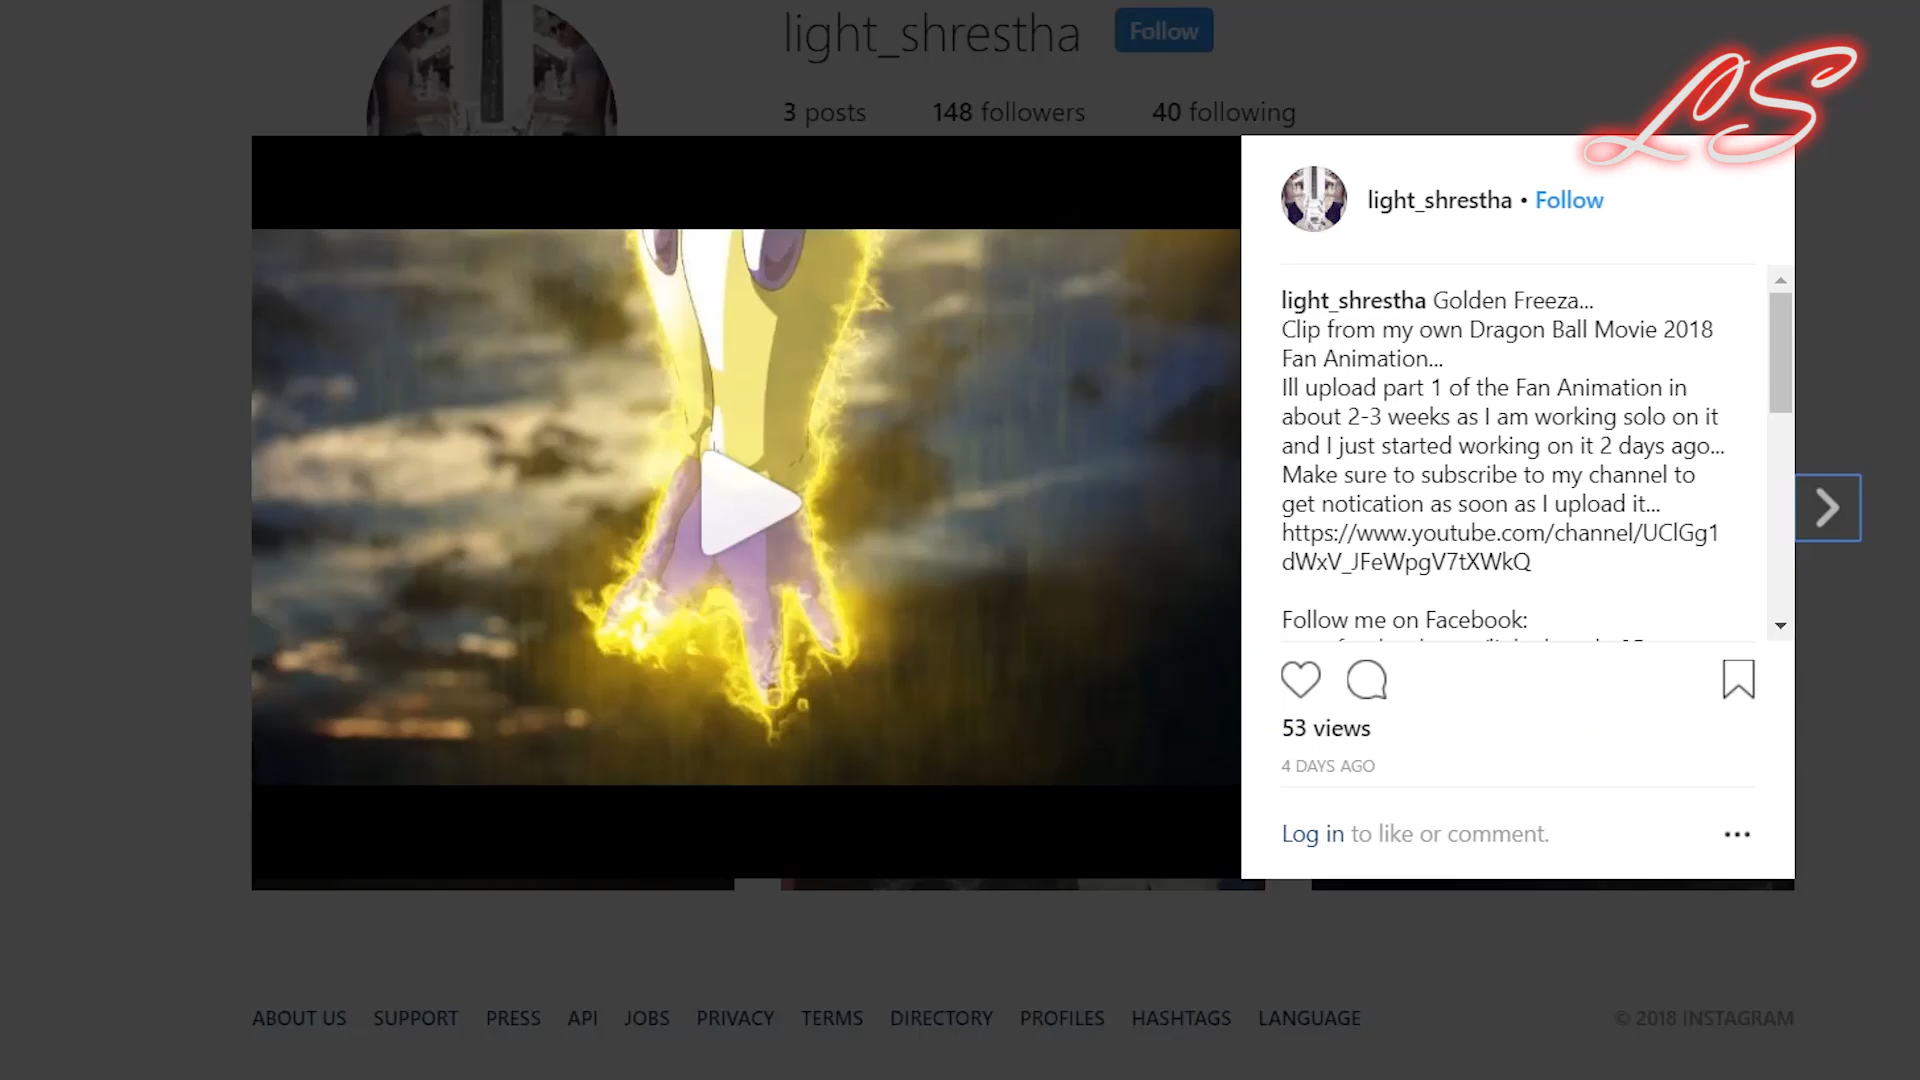 light_shrestha Follow
3 posts 148 followers 40 following
LS
light_shrestha • Follow
light_shrestha Golden Freeza...
Clip from my own Dragon Ball Movie 2018
Fan Animation...
Ill upload part 1 of the Fan Animation in
about 2-3 weeks as I am working solo on it
and I just started working on it 2 days ago...
Make sure to subscribe to my channel to
get notication as soon as I upload it...
https://www.youtube.com/channel/UClGg1
dWxV_JFeWpgV7tXWkQ
Follow me on Facebook:
53 views
4 DAYS AGO
Log in to like or comment.
ABOUT US SUPPORT PRESS API JOBS PRIVACY TERMS DIRECTORY PROFILES HASHTAGS LANGUAGE © 2018 INSTAGRAM